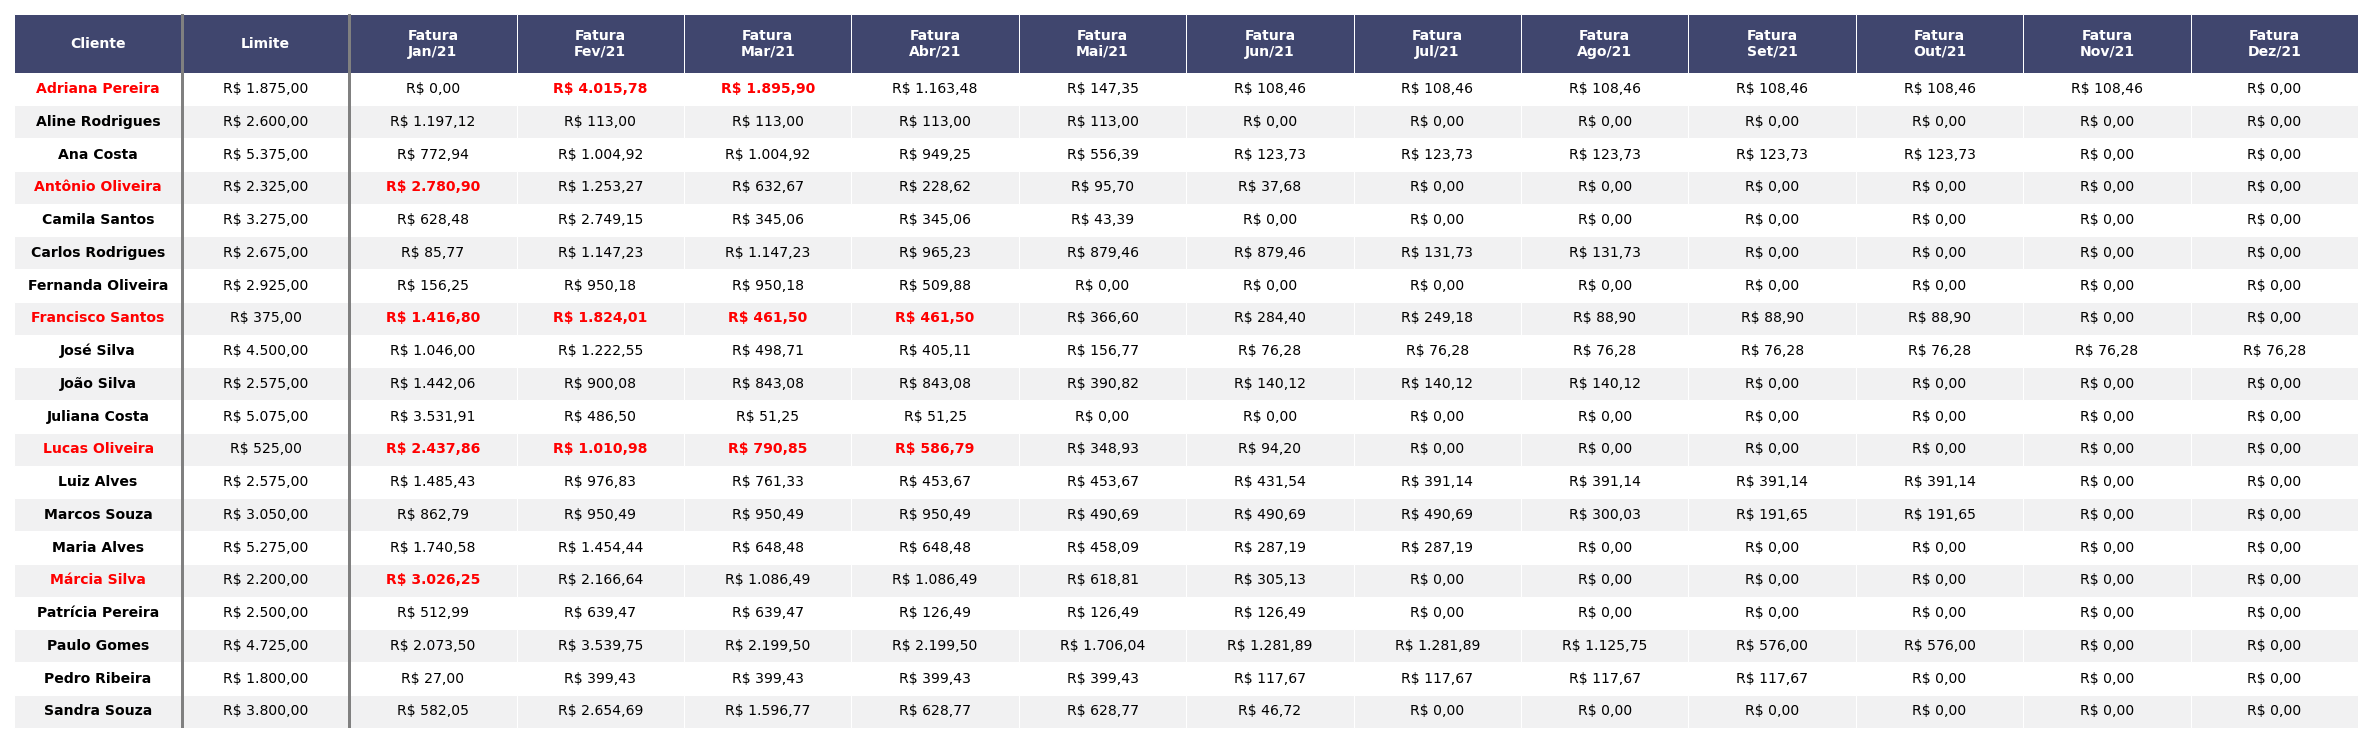 Cliente Limite Fatura Jan/21 Fatura Fev/21 Fatura Mar/21 Fatura Abr/21 Fatura Mai/21 Fatura Jun/21 Fatura Jul/21 Fatura Ago/21 Fatura Set/21 Fatura Out/21 Fatura Nov/21 Fatura Dez/21
Adriana Pereira R$ 1.875,00 R$ 0,00 R$ 4.015,78 R$ 1.895,90 R$ 1.163,48 R$ 147,35 R$ 108,46 R$ 108,46 R$ 108,46 R$ 108,46 R$ 108,46 R$ 108,46 R$ 0,00
Aline Rodrigues R$ 2.600,00 R$ 1.197,12 R$ 113,00 R$ 113,00 R$ 113,00 R$ 113,00 R$ 0,00 R$ 0,00 R$ 0,00 R$ 0,00 R$ 0,00 R$ 0,00 R$ 0,00
Ana Costa R$ 5.375,00 R$ 772,94 R$ 1.004,92 R$ 1.004,92 R$ 949,25 R$ 556,39 R$ 123,73 R$ 123,73 R$ 123,73 R$ 123,73 R$ 123,73 R$ 0,00 R$ 0,00
Antônio Oliveira R$ 2.325,00 R$ 2.780,90 R$ 1.253,27 R$ 632,67 R$ 228,62 R$ 95,70 R$ 37,68 R$ 0,00 R$ 0,00 R$ 0,00 R$ 0,00 R$ 0,00 R$ 0,00
Camila Santos R$ 3.275,00 R$ 628,48 R$ 2.749,15 R$ 345,06 R$ 345,06 R$ 43,39 R$ 0,00 R$ 0,00 R$ 0,00 R$ 0,00 R$ 0,00 R$ 0,00 R$ 0,00
Carlos Rodrigues R$ 2.675,00 R$ 85,77 R$ 1.147,23 R$ 1.147,23 R$ 965,23 R$ 879,46 R$ 879,46 R$ 131,73 R$ 131,73 R$ 0,00 R$ 0,00 R$ 0,00 R$ 0,00
Fernanda Oliveira R$ 2.925,00 R$ 156,25 R$ 950,18 R$ 950,18 R$ 509,88 R$ 0,00 R$ 0,00 R$ 0,00 R$ 0,00 R$ 0,00 R$ 0,00 R$ 0,00 R$ 0,00
Francisco Santos R$ 375,00 R$ 1.416,80 R$ 1.824,01 R$ 461,50 R$ 461,50 R$ 366,60 R$ 284,40 R$ 249,18 R$ 88,90 R$ 88,90 R$ 88,90 R$ 0,00 R$ 0,00
José Silva R$ 4.500,00 R$ 1.046,00 R$ 1.222,55 R$ 498,71 R$ 405,11 R$ 156,77 R$ 76,28 R$ 76,28 R$ 76,28 R$ 76,28 R$ 76,28 R$ 76,28 R$ 76,28
João Silva R$ 2.575,00 R$ 1.442,06 R$ 900,08 R$ 843,08 R$ 843,08 R$ 390,82 R$ 140,12 R$ 140,12 R$ 140,12 R$ 0,00 R$ 0,00 R$ 0,00 R$ 0,00
Juliana Costa R$ 5.075,00 R$ 3.531,91 R$ 486,50 R$ 51,25 R$ 51,25 R$ 0,00 R$ 0,00 R$ 0,00 R$ 0,00 R$ 0,00 R$ 0,00 R$ 0,00 R$ 0,00
Lucas Oliveira R$ 525,00 R$ 2.437,86 R$ 1.010,98 R$ 790,85 R$ 586,79 R$ 348,93 R$ 94,20 R$ 0,00 R$ 0,00 R$ 0,00 R$ 0,00 R$ 0,00 R$ 0,00
Luiz Alves R$ 2.575,00 R$ 1.485,43 R$ 976,83 R$ 761,33 R$ 453,67 R$ 453,67 R$ 431,54 R$ 391,14 R$ 391,14 R$ 391,14 R$ 391,14 R$ 0,00 R$ 0,00
Marcos Souza R$ 3.050,00 R$ 862,79 R$ 950,49 R$ 950,49 R$ 950,49 R$ 490,69 R$ 490,69 R$ 490,69 R$ 300,03 R$ 191,65 R$ 191,65 R$ 0,00 R$ 0,00
Maria Alves R$ 5.275,00 R$ 1.740,58 R$ 1.454,44 R$ 648,48 R$ 648,48 R$ 458,09 R$ 287,19 R$ 287,19 R$ 0,00 R$ 0,00 R$ 0,00 R$ 0,00 R$ 0,00
Márcia Silva R$ 2.200,00 R$ 3.026,25 R$ 2.166,64 R$ 1.086,49 R$ 1.086,49 R$ 618,81 R$ 305,13 R$ 0,00 R$ 0,00 R$ 0,00 R$ 0,00 R$ 0,00 R$ 0,00
Patrícia Pereira R$ 2.500,00 R$ 512,99 R$ 639,47 R$ 639,47 R$ 126,49 R$ 126,49 R$ 126,49 R$ 0,00 R$ 0,00 R$ 0,00 R$ 0,00 R$ 0,00 R$ 0,00
Paulo Gomes R$ 4.725,00 R$ 2.073,50 R$ 3.539,75 R$ 2.199,50 R$ 2.199,50 R$ 1.706,04 R$ 1.281,89 R$ 1.281,89 R$ 1.125,75 R$ 576,00 R$ 576,00 R$ 0,00 R$ 0,00
Pedro Ribeira R$ 1.800,00 R$ 27,00 R$ 399,43 R$ 399,43 R$ 399,43 R$ 399,43 R$ 117,67 R$ 117,67 R$ 117,67 R$ 117,67 R$ 0,00 R$ 0,00 R$ 0,00
Sandra Souza R$ 3.800,00 R$ 582,05 R$ 2.654,69 R$ 1.596,77 R$ 628,77 R$ 628,77 R$ 46,72 R$ 0,00 R$ 0,00 R$ 0,00 R$ 0,00 R$ 0,00 R$ 0,00